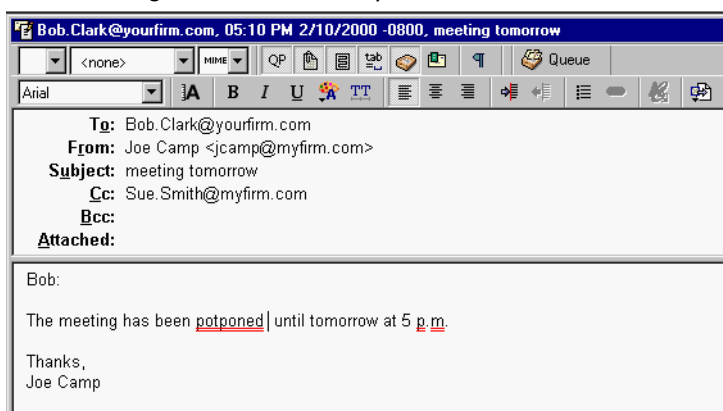 Bob.Clark@yourfirm.com, 05:10 PM 2/10/2000 -0800, meeting tomorrow
<none> MIME QP tab Queue
Arial A B I U A TT
To: Bob.Clark@yourfirm.com
From: Joe Camp <jcamp@myfirm.com>
Subject: meeting tomorrow
Cc: Sue.Smith@myfirm.com
Bcc:
Attached:
Bob:
The meeting has been potponed until tomorrow at 5 p.m.
Thanks,
Joe Camp